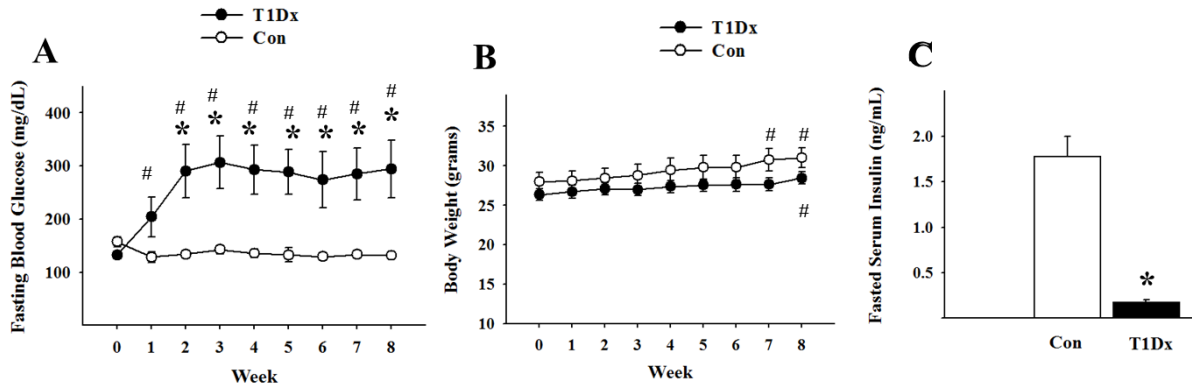 T1Dx
Con
A
Fasting Blood Glucose (mg/dL)
400
300
200
100
#
# *
# *
# *
# *
# *
# *
# *
0 1 2 3 4 5 6 7 8
Week
T1Dx
Con
B
Body Weight (grams)
35
30
25
20
15
10
# #
#
0 1 2 3 4 5 6 7 8
Week
C
Fasted Serum Insulin (ng/mL)
2.0
1.5
1.0
0.5
*
Con T1Dx